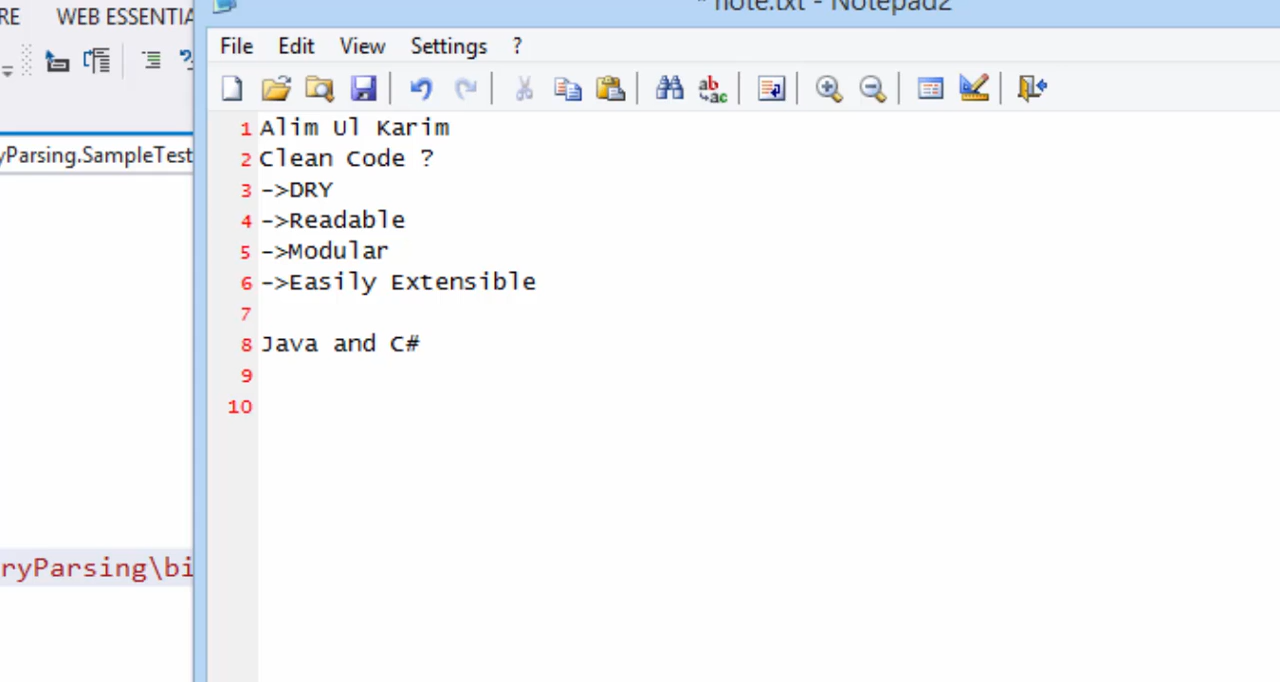 RE WEB ESSENTIA
* note.txt - Notepad2
File Edit View Settings ?
yParsing.SampleTest
1 Alim Ul Karim
2 Clean Code ?
3 ->DRY
4 ->Readable
5 ->Modular
6 ->Easily Extensible
7
8 Java and C#
9
10
ryParsing\bi